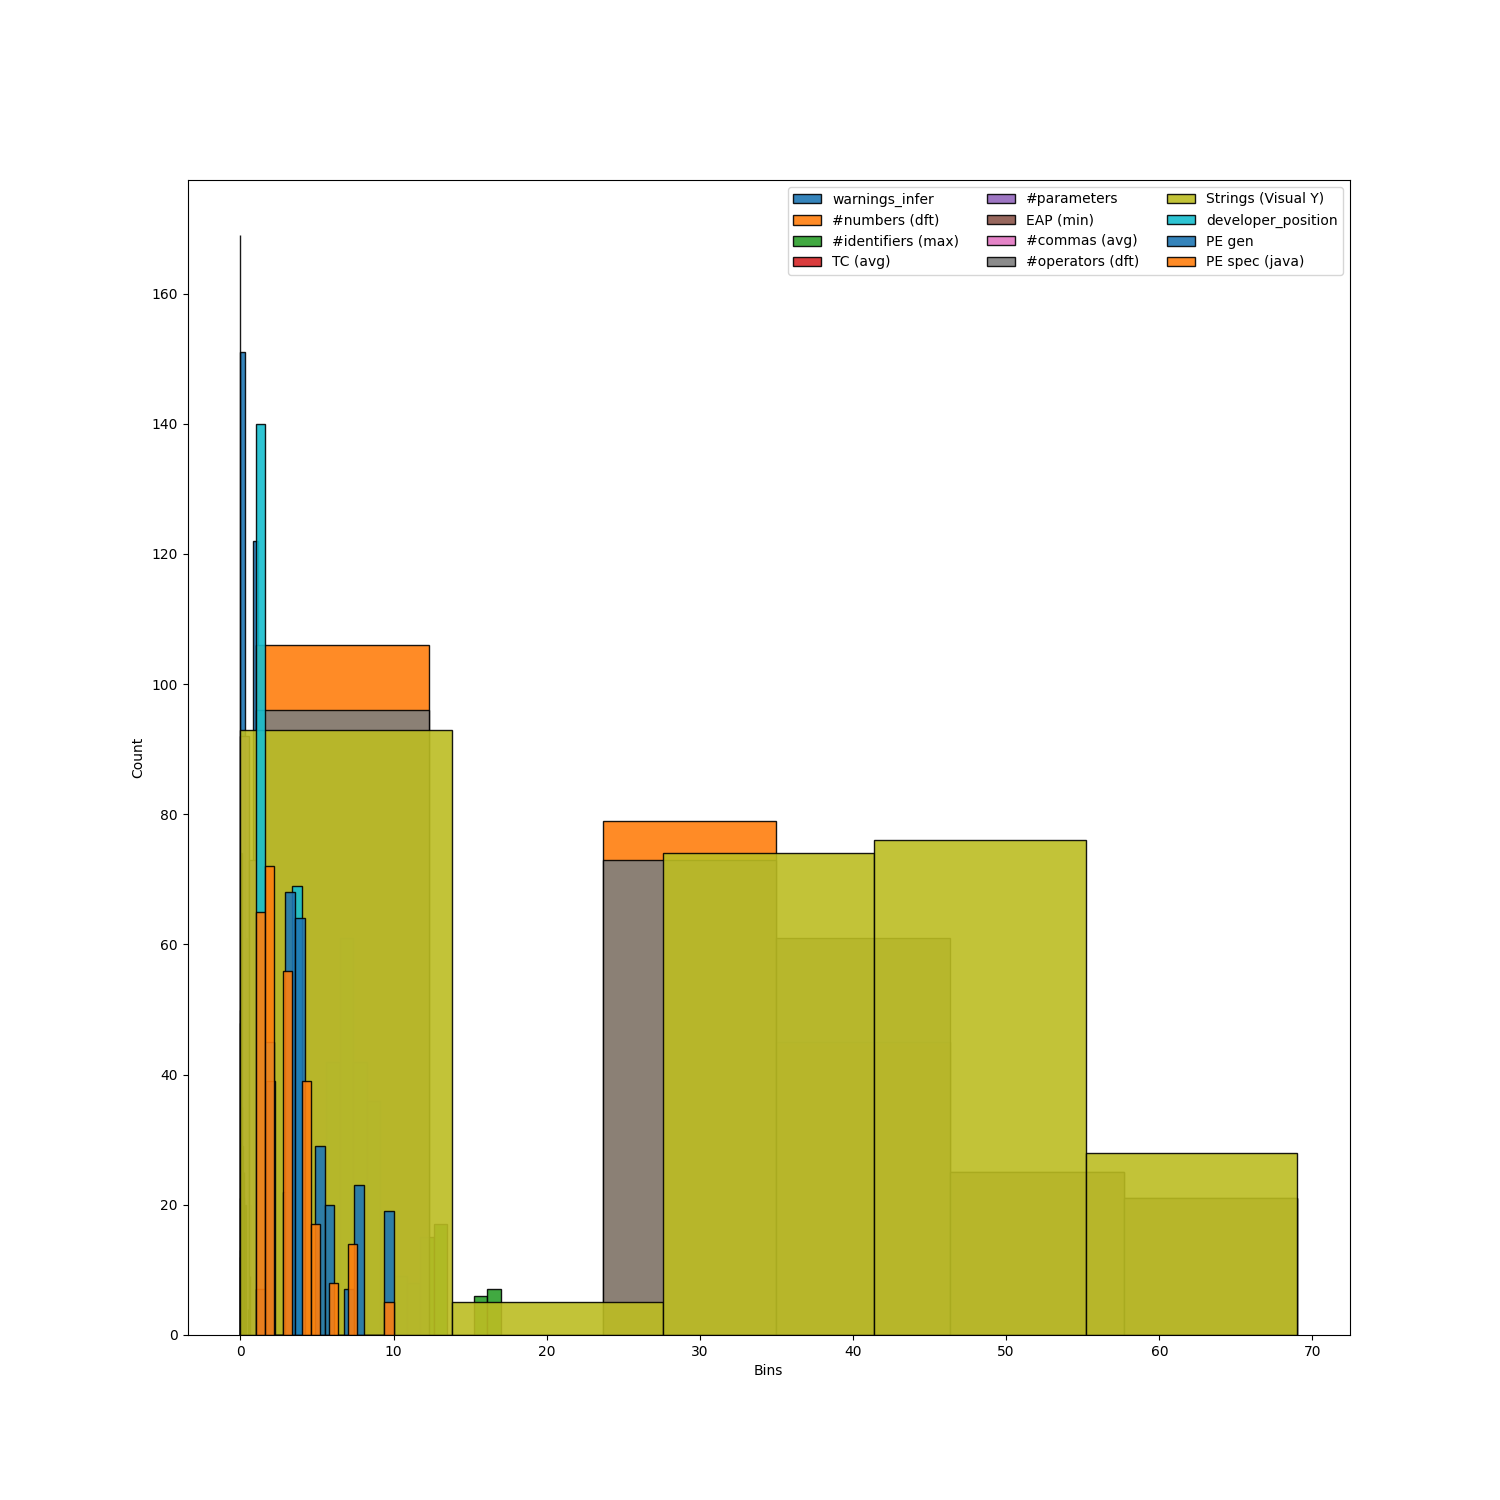 warnings_infer
#numbers (dft)
#identifiers (max)
TC (avg)
#parameters
EAP (min)
#commas (avg)
#operators (dft)
Strings (Visual Y)
developer_position
PE gen
PE spec (java)
160
140
120
100
80
60
40
20
0
Count
0 10 20 30 40 50 60 70
Bins